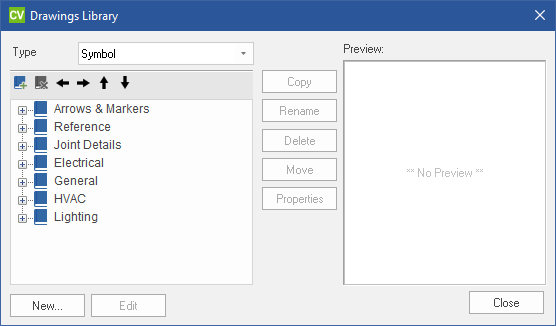 CV Drawings Library
Type
Symbol
Preview:
Arrows & Markers
Reference
Joint Details
Electrical
General
HVAC
Lighting
Copy
Rename
Delete
Move
Properties
** No Preview **
New...
Edit
Close